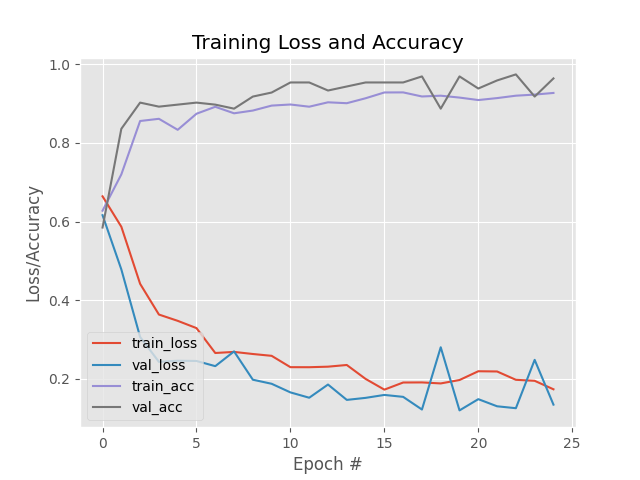 Training Loss and Accuracy
1.0
0.8
0.6
0.4
0.2
Loss/Accuracy
train_loss
val_loss
train_acc
val_acc
0 5 10 15 20 25
Epoch #